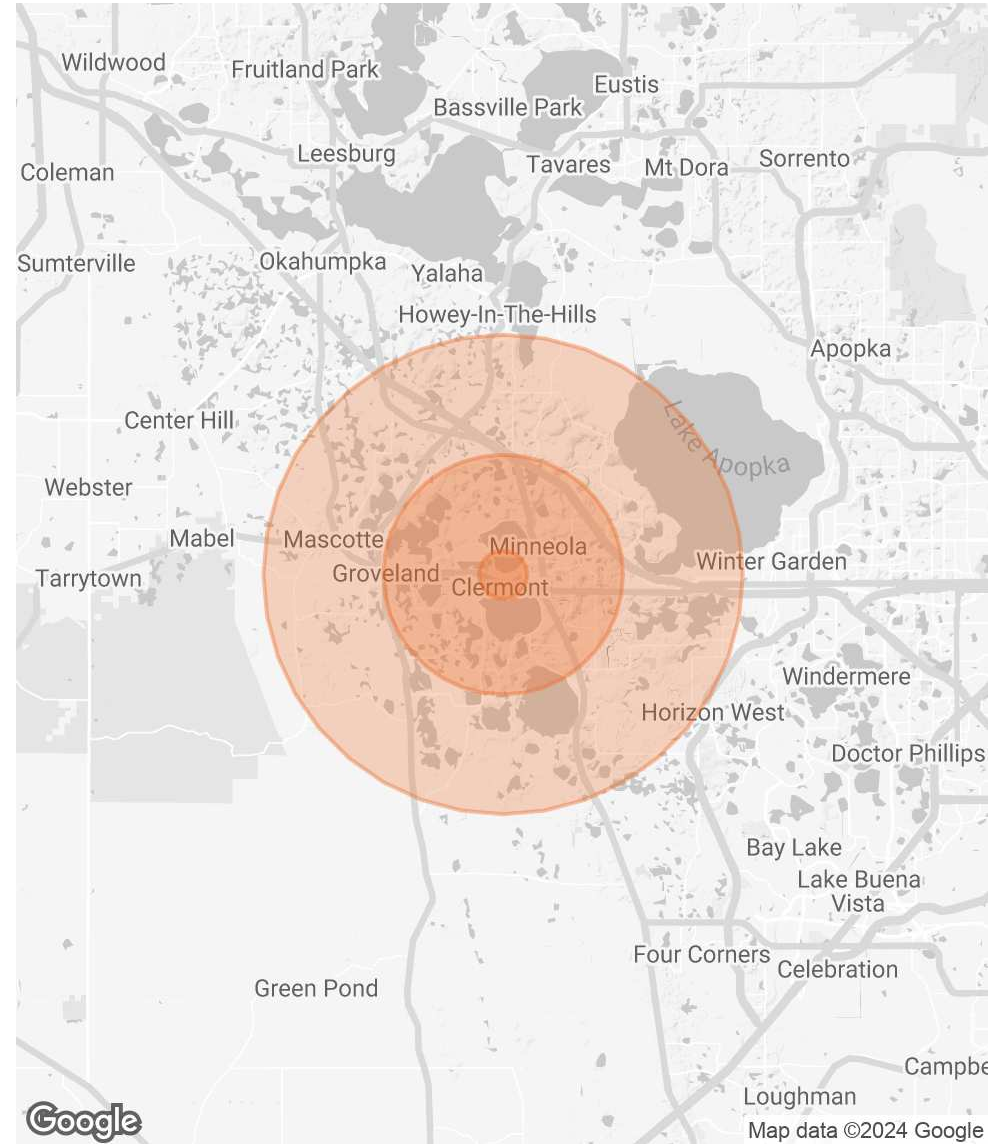 Wildwood
Fruitland Park
Eustis
Bassville Park
Leesburg
Tavares
Mt Dora
Sorrento
Coleman
Sumterville
Okahumpka
Yalaha
Howey-In-The-Hills
Apopka
Center Hill
Lake Apopka
Webster
Mabel
Mascotte
Minneola
Winter Garden
Tarrytown
Groveland
Clermont
Windermere
Horizon West
Doctor Phillips
Bay Lake
Lake Buena
Vista
Four Corners
Celebration
Green Pond
Campbe
Loughman
Google
Map data ©2024 Google